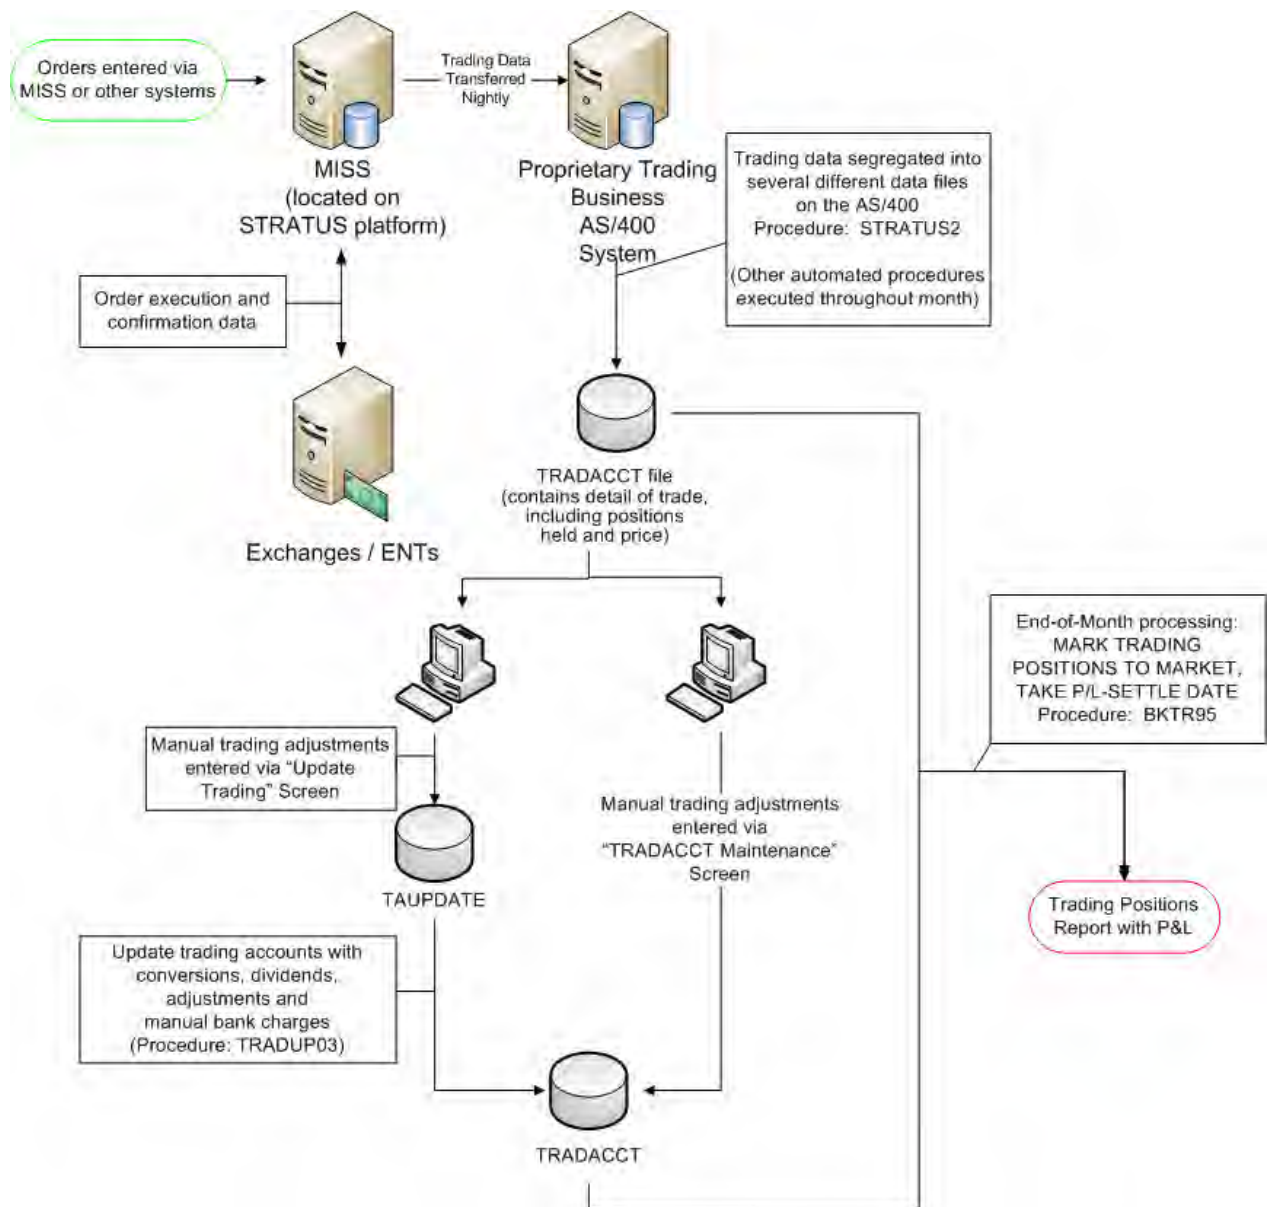 Orders entered via
MISS or other systems
Trading Data
Transferred
Nightly
MISS
(located on
STRATUS platform)
Proprietary Trading
Business
AS/400
System
Trading data segregated into
several different data files
on the AS/400
Procedure: STRATUS2
(Other automated procedures
executed throughout month)
Order execution and
confirmation data
Exchanges / ENTs
TRADACCT file
(contains detail of trade,
including positions
held and price)
End-of-Month processing:
MARK TRADING
POSITIONS TO MARKET,
TAKE P/L-SETTLE DATE
Procedure: BKTR95
Manual trading adjustments
entered via “Update
Trading” Screen
Manual trading adjustments
entered via
“TRADACCT Maintenance”
Screen
TAUPDATE
Trading Positions
Report with P&L
Update trading accounts with
conversions, dividends,
adjustments and
manual bank charges
(Procedure: TRADUP03)
TRADACCT